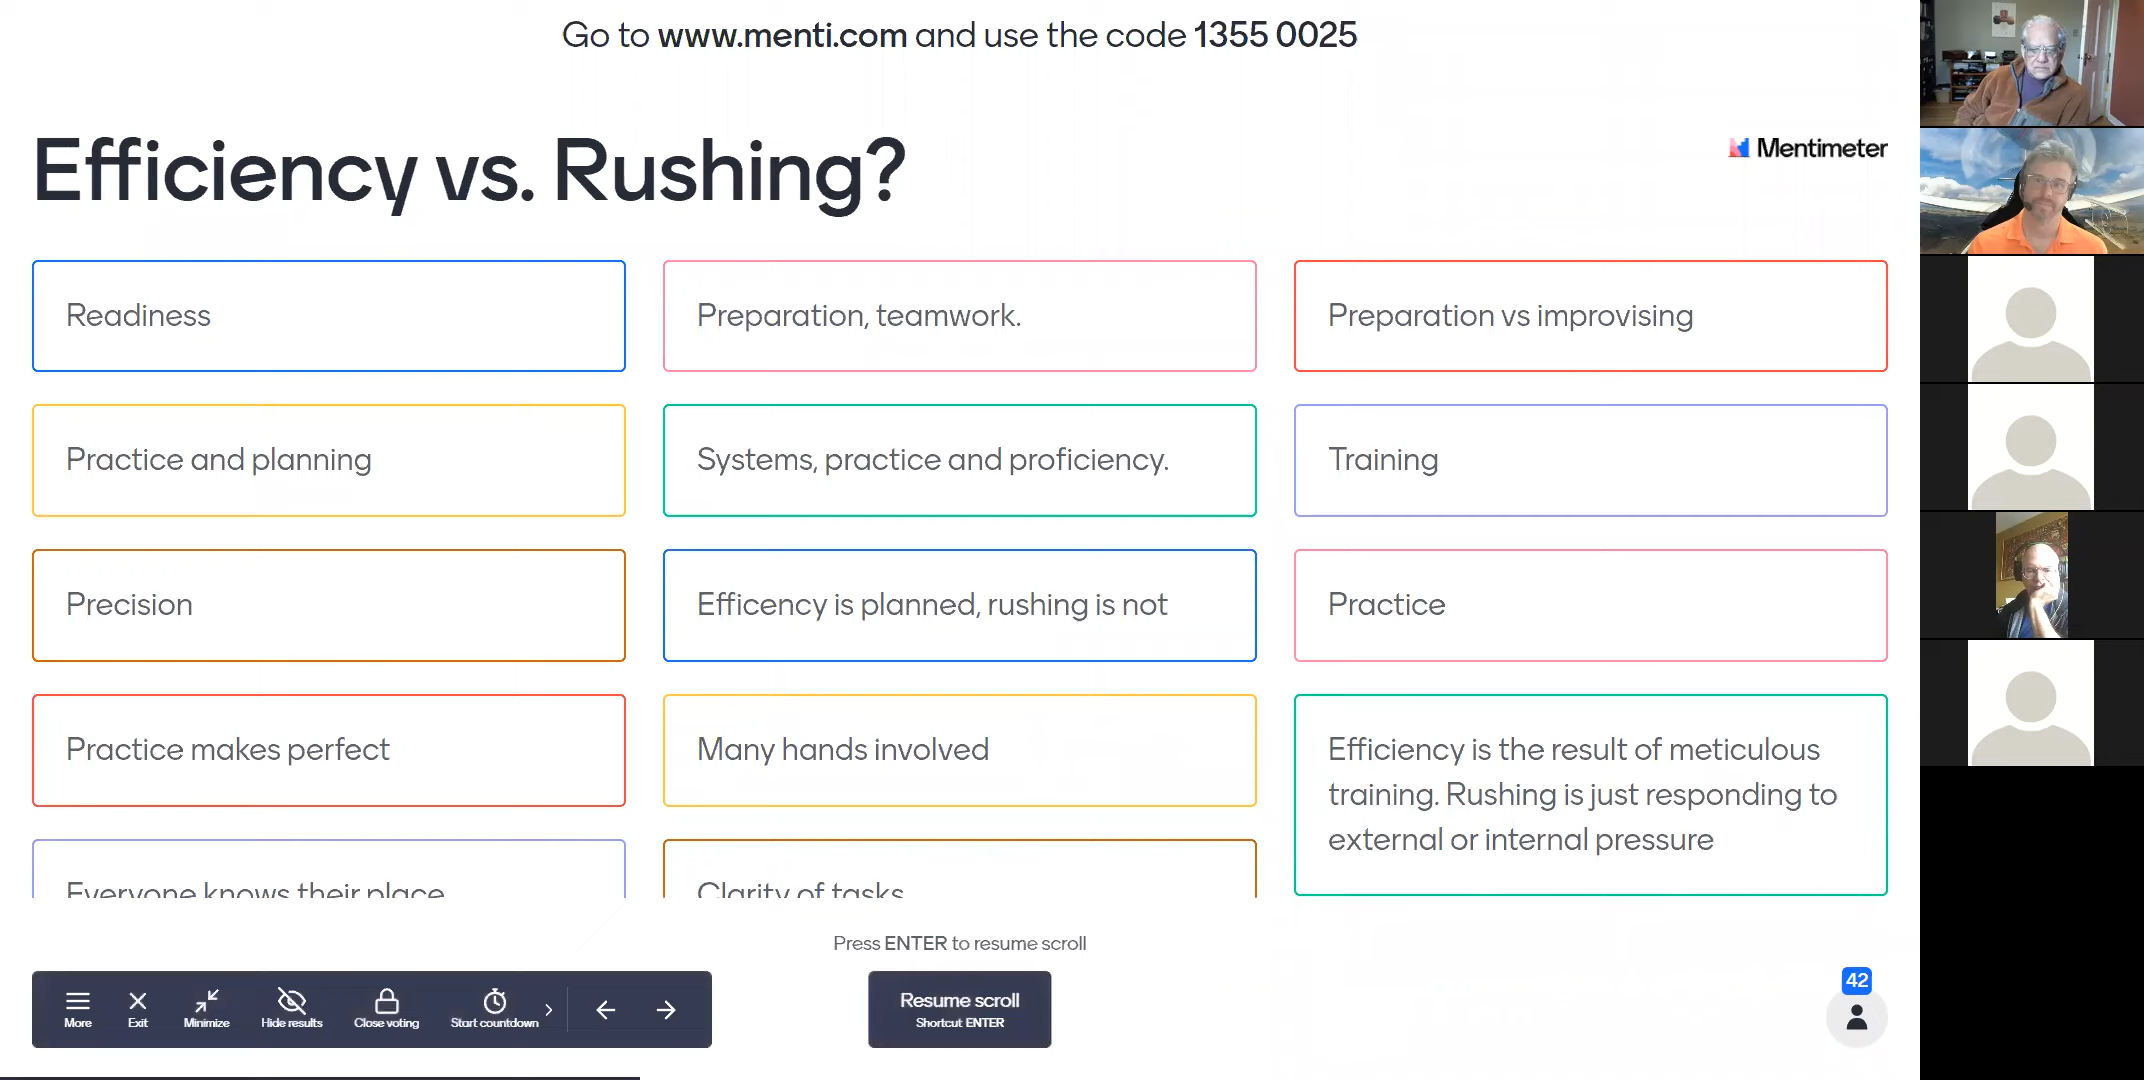 Go to www.menti.com and use the code 1355 0025
Efficiency vs. Rushing?
Mentimeter
Readiness
Preparation, teamwork.
Preparation vs improvising
Practice and planning
Systems, practice and proficiency.
Training
Precision
Efficency is planned, rushing is not
Practice
Practice makes perfect
Many hands involved
Efficiency is the result of meticulous
training. Rushing is just responding to
external or internal pressure
Everyone knows their place
Clarity of tasks
Press ENTER to resume scroll
More
Exit
Minimize
Hide results
Close voting
Start countdown
Resume scroll
Shortcut ENTER
42